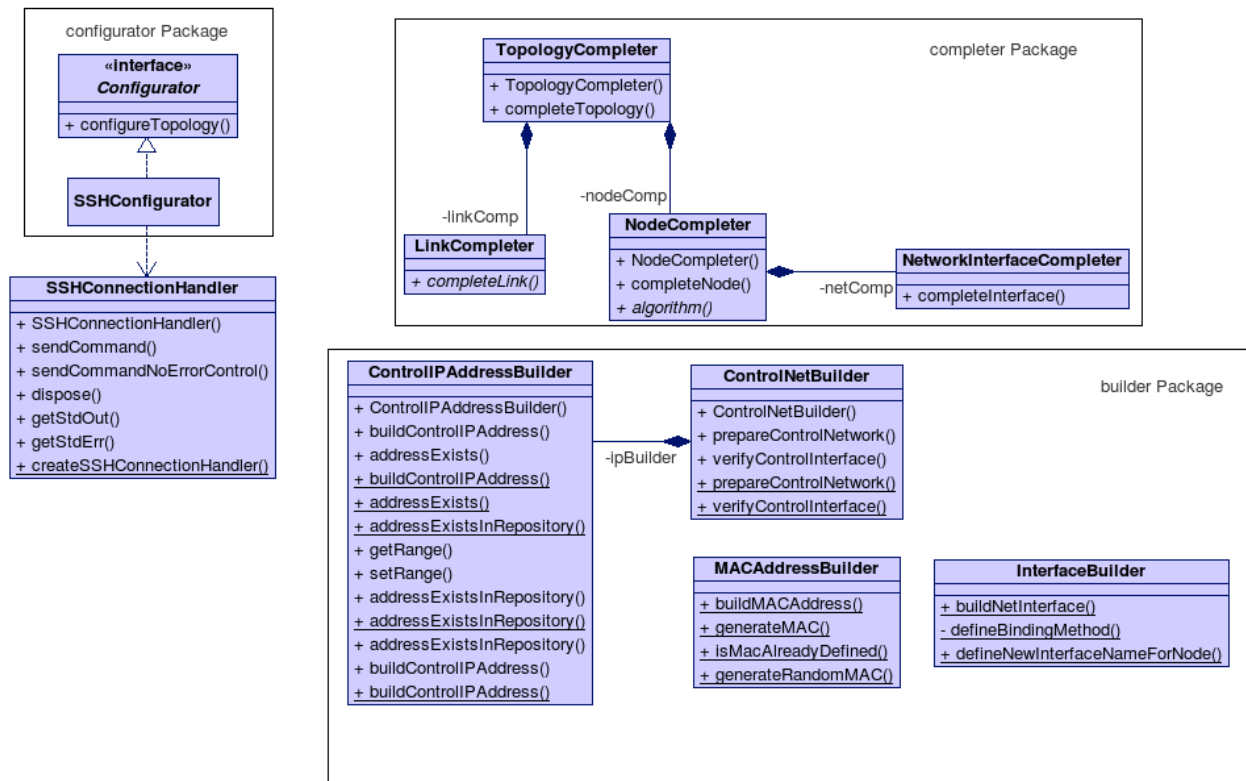 configurator Package
«interface»
Configurator
+ configureTopology()
SSHConfigurator
SSHConnectionHandler
+ SSHConnectionHandler()
+ sendCommand()
+ sendCommandNoErrorControl()
+ dispose()
+ getStdOut()
+ getStdErr()
+ createSSHConnectionHandler()
completer Package
TopologyCompleter
+ TopologyCompleter()
+ completeTopology()
-linkComp
-nodeComp
LinkCompleter
+ completeLink()
NodeCompleter
+ NodeCompleter()
+ completeNode()
+ algorithm()
-netComp
NetworkInterfaceCompleter
+ completeInterface()
builder Package
ControlIPAddressBuilder
+ ControlIPAddressBuilder()
+ buildControlIPAddress()
+ addressExists()
+ buildControlIPAddress()
+ addressExists()
+ addressExistsInRepository()
+ getRange()
+ setRange()
+ addressExistsInRepository()
+ addressExistsInRepository()
+ addressExistsInRepository()
+ buildControlIPAddress()
+ buildControlIPAddress()
-ipBuilder
ControlNetBuilder
+ ControlNetBuilder()
+ prepareControlNetwork()
+ verifyControlInterface()
+ prepareControlNetwork()
+ verifyControlInterface()
MACAddressBuilder
+ buildMACAddress()
+ generateMAC()
+ isMacAlreadyDefined()
+ generateRandomMAC()
InterfaceBuilder
+ buildNetInterface()
- defineBindingMethod()
+ defineNewInterfaceNameForNode()